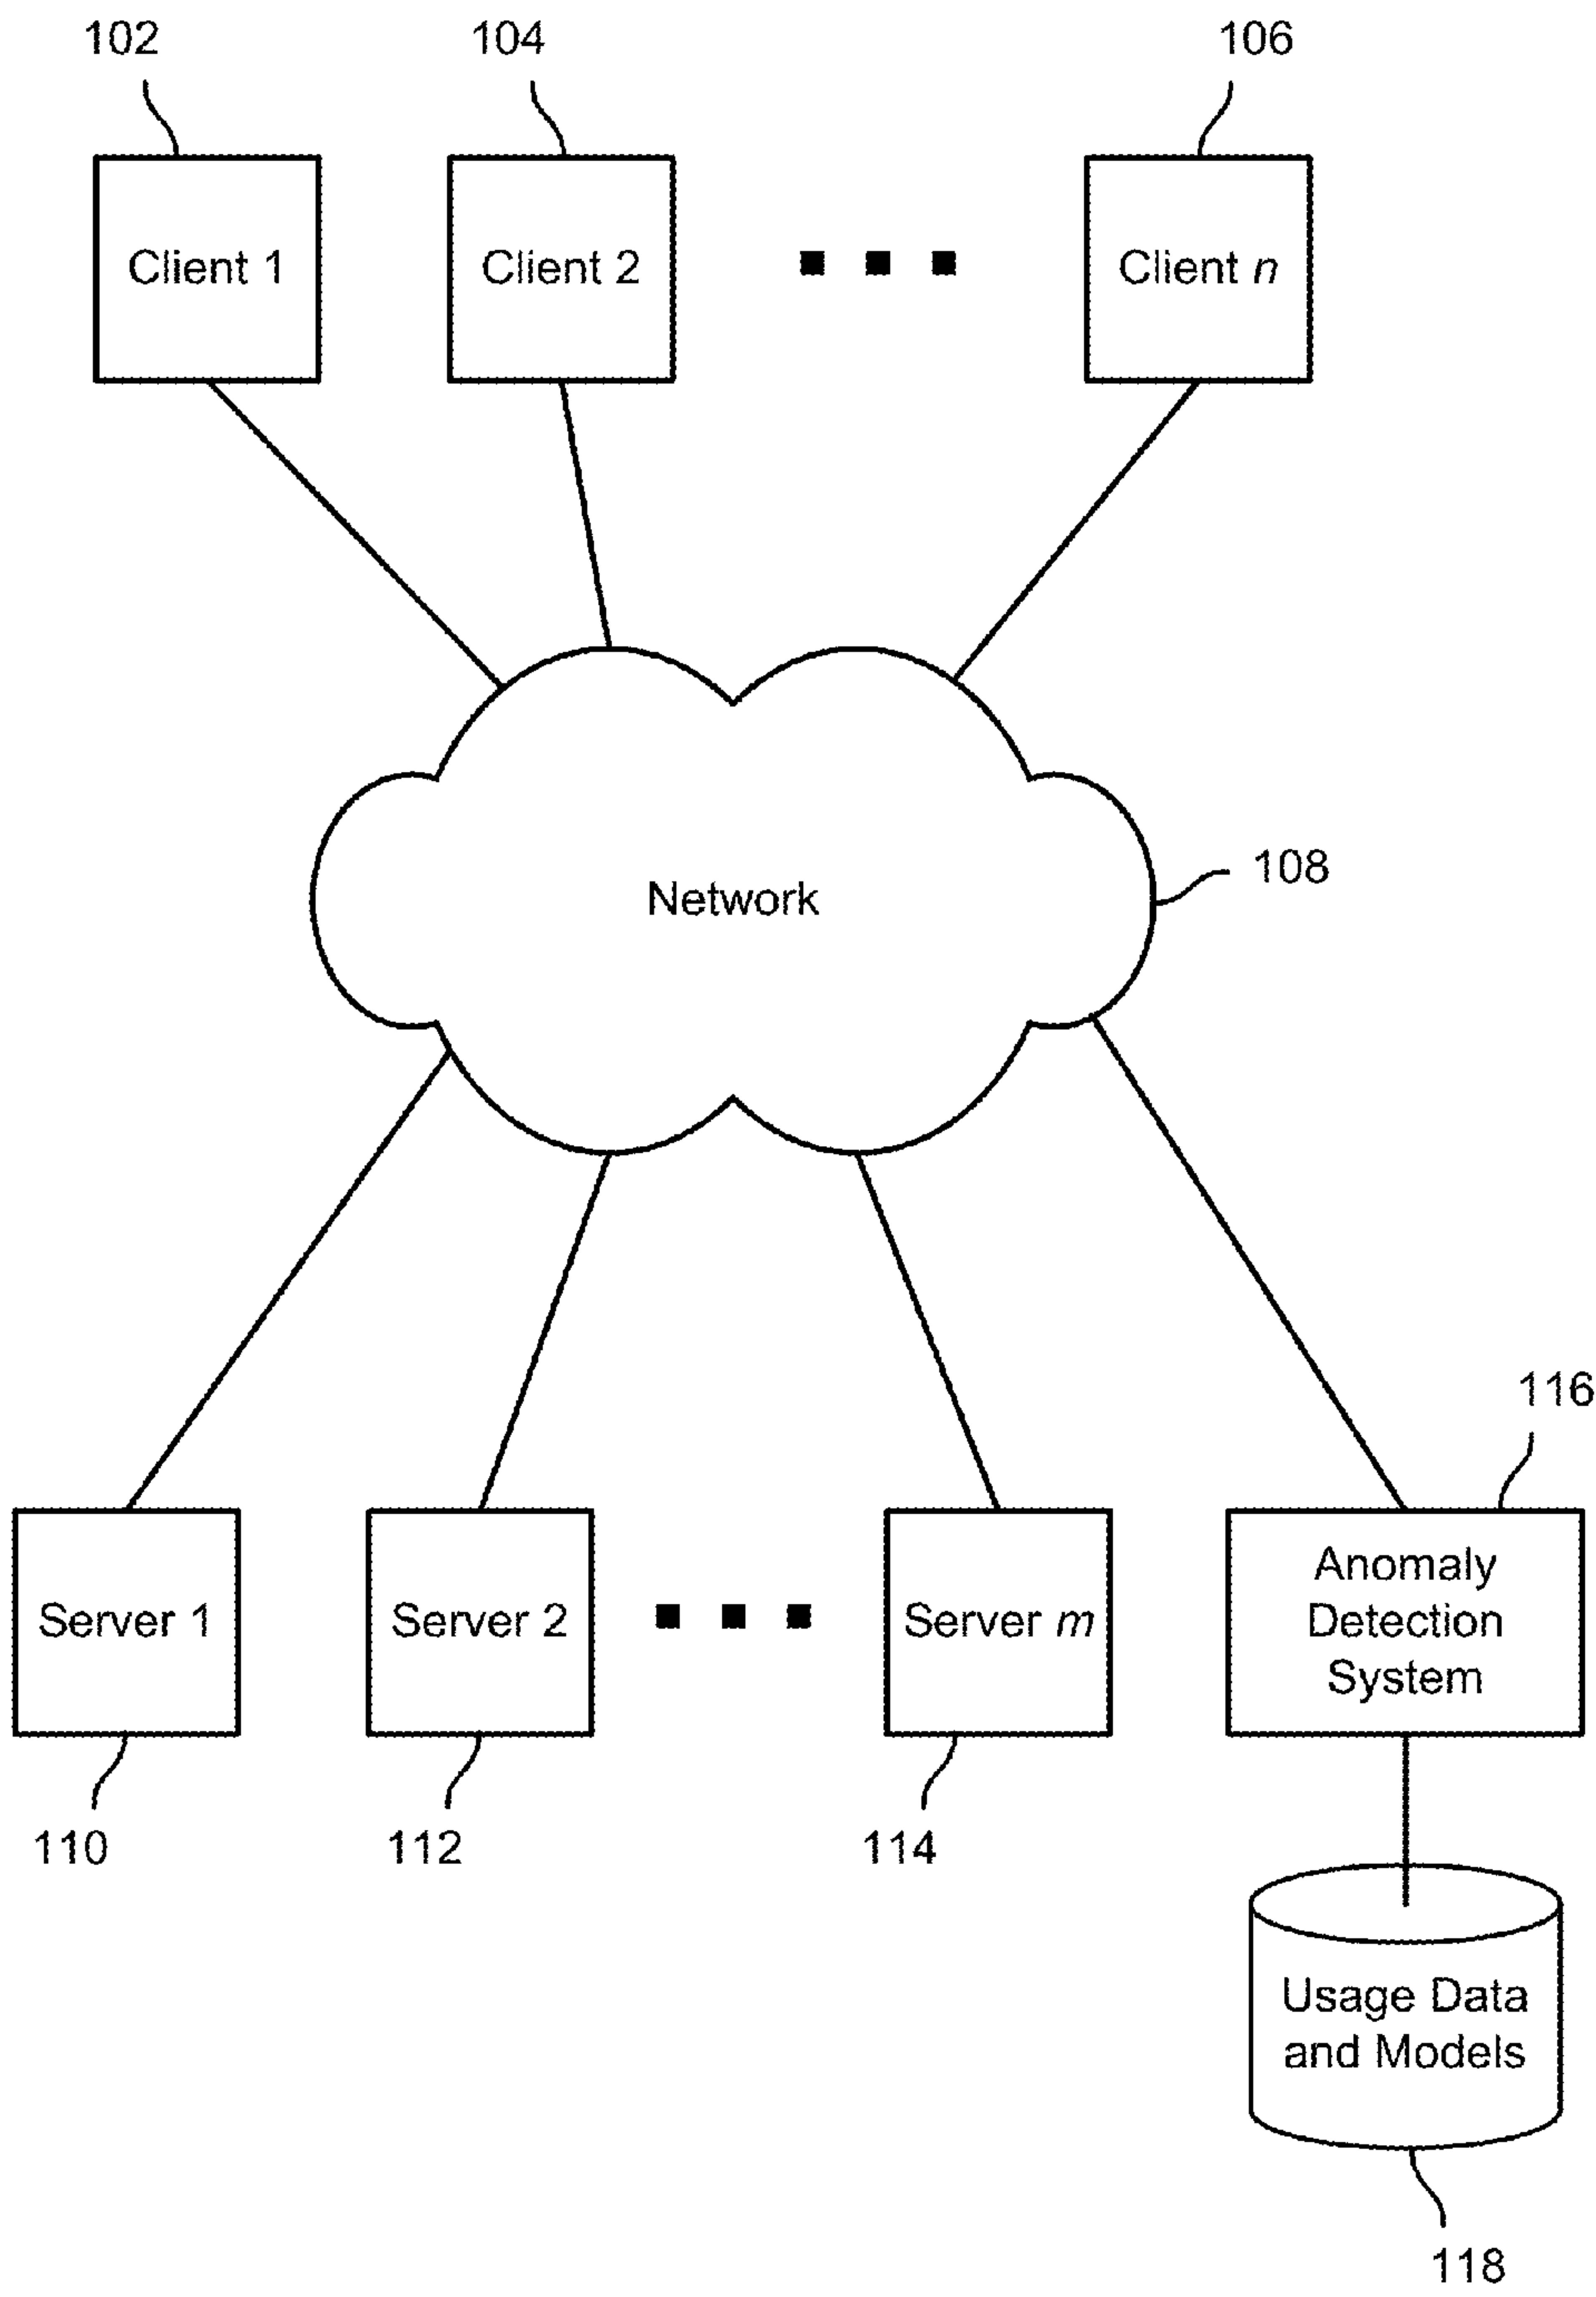 102
104
106
Client 1
Client 2
Client n
Network
108
116
Server 1
Server 2
Server m
Anomaly
Detection
System
110
112
114
Usage Data
and Models
118